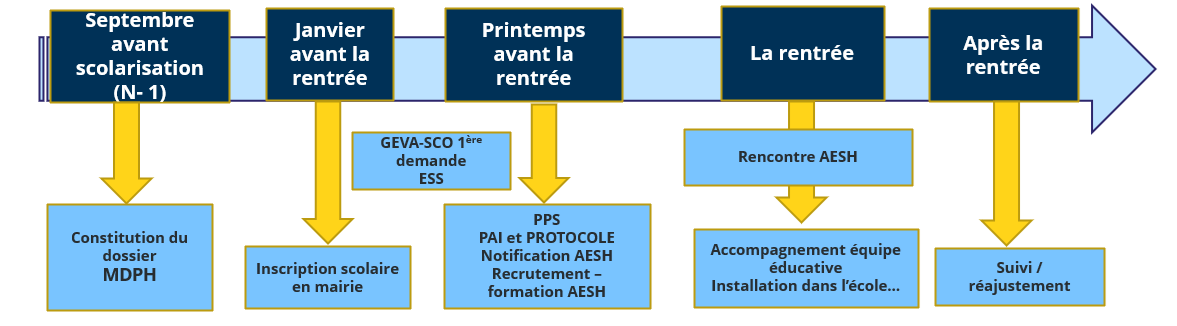 Septembre
avant
scolarisation
(N- 1)
Janvier
avant la
rentrée
Printemps
avant la
rentrée
La rentrée
Après la
rentrée
GEVA-SCO 1ère
demande
ESS
Rencontre AESH
Constitution du
dossier
MDPH
Inscription scolaire
en mairie
PPS
PAI et PROTOCOLE
Notification AESH
Recrutement –
formation AESH
Accompagnement équipe
éducative
Installation dans l’école…
Suivi /
réajustement